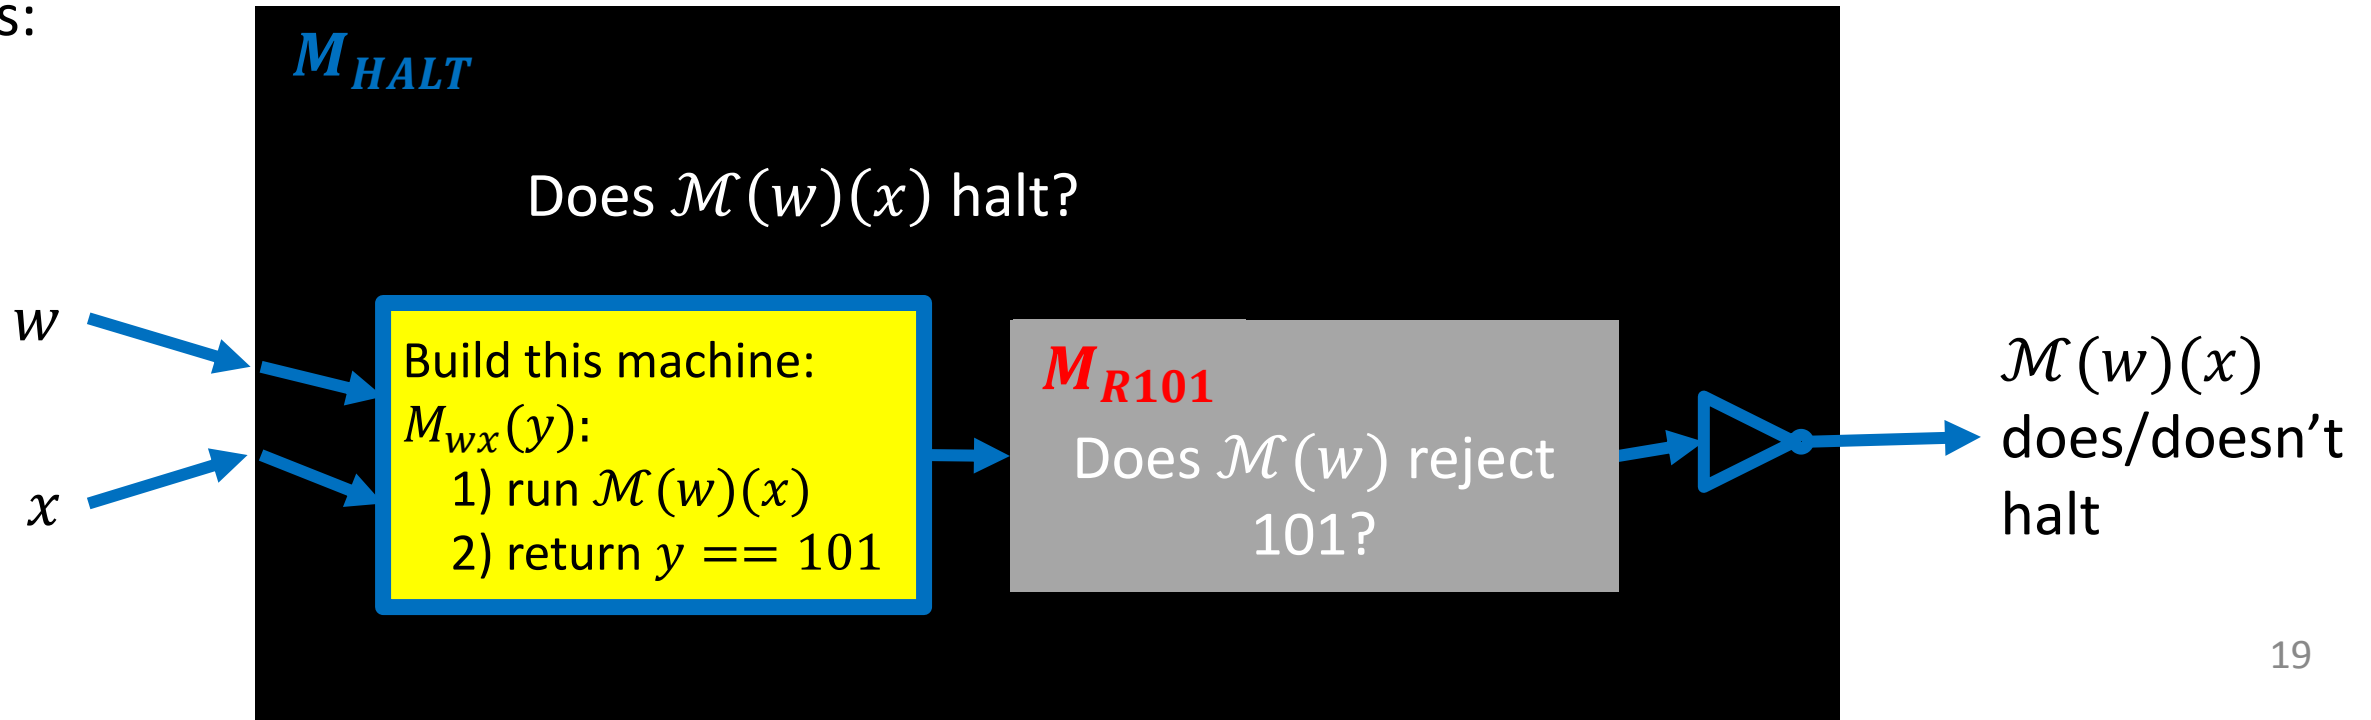 s:
M_HALT
Does ℳ(w)(x) halt?
w
x
Build this machine:
M_wx(y):
1) run ℳ(w)(x)
2) return y == 101
M_R101
Does ℳ(w) reject
101?
ℳ(w)(x)
does/doesn’t
halt
19